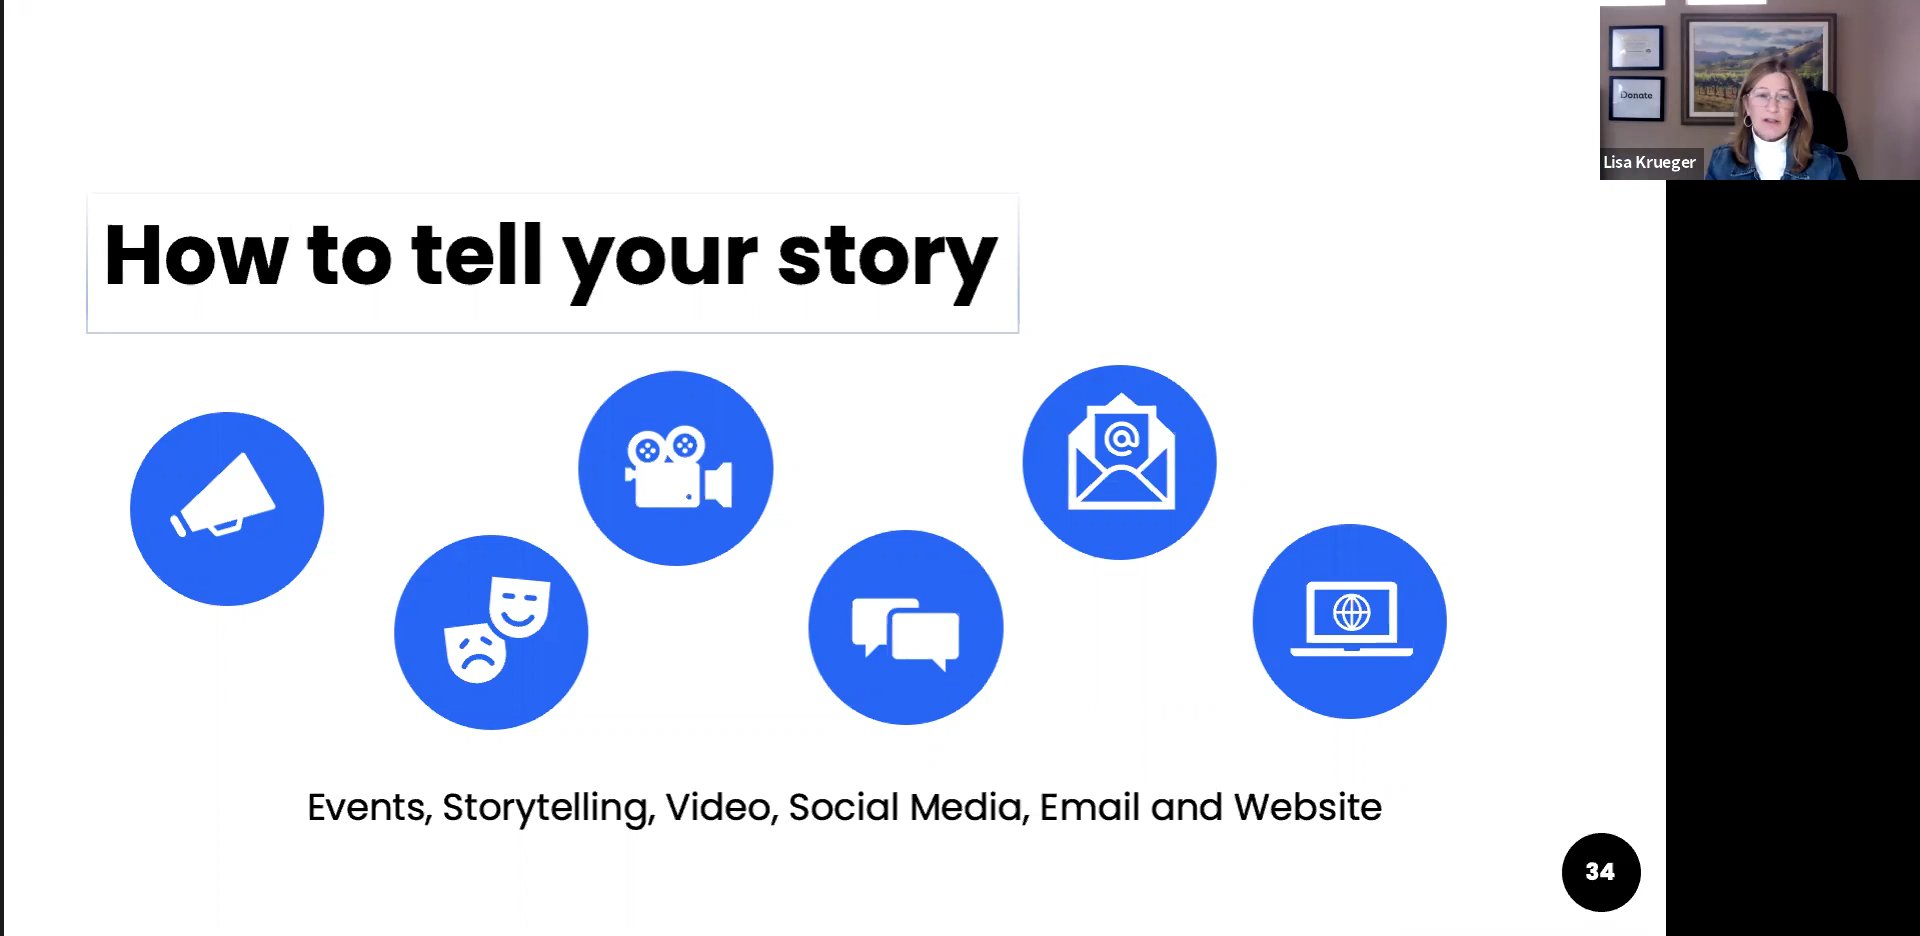 Donate
Lisa Krueger
How to tell your story
@
Events, Storytelling, Video, Social Media, Email and Website
34